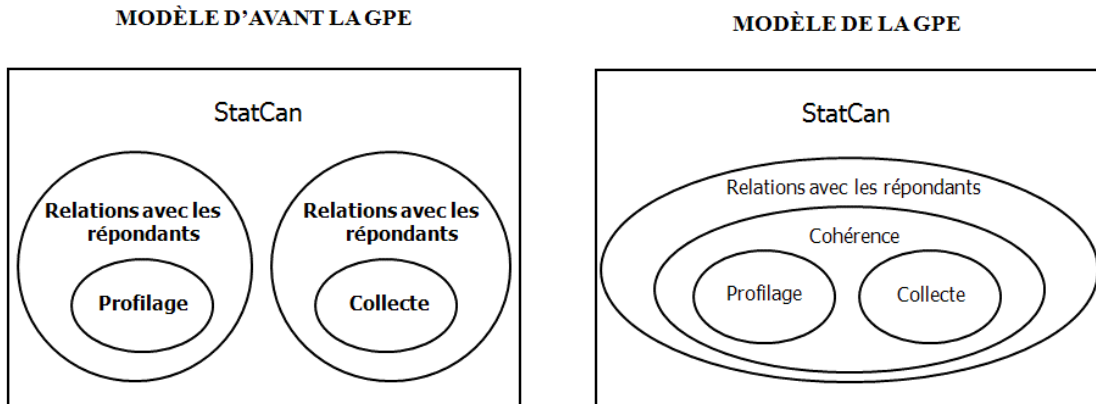 MODÈLE D'AVANT LA GPE
StatCan
Relations avec les
répondants
Profilage
Relations avec les
répondants
Collecte
MODÈLE DE LA GPE
StatCan
Relations avec les répondants
Cohérence
Profilage
Collecte